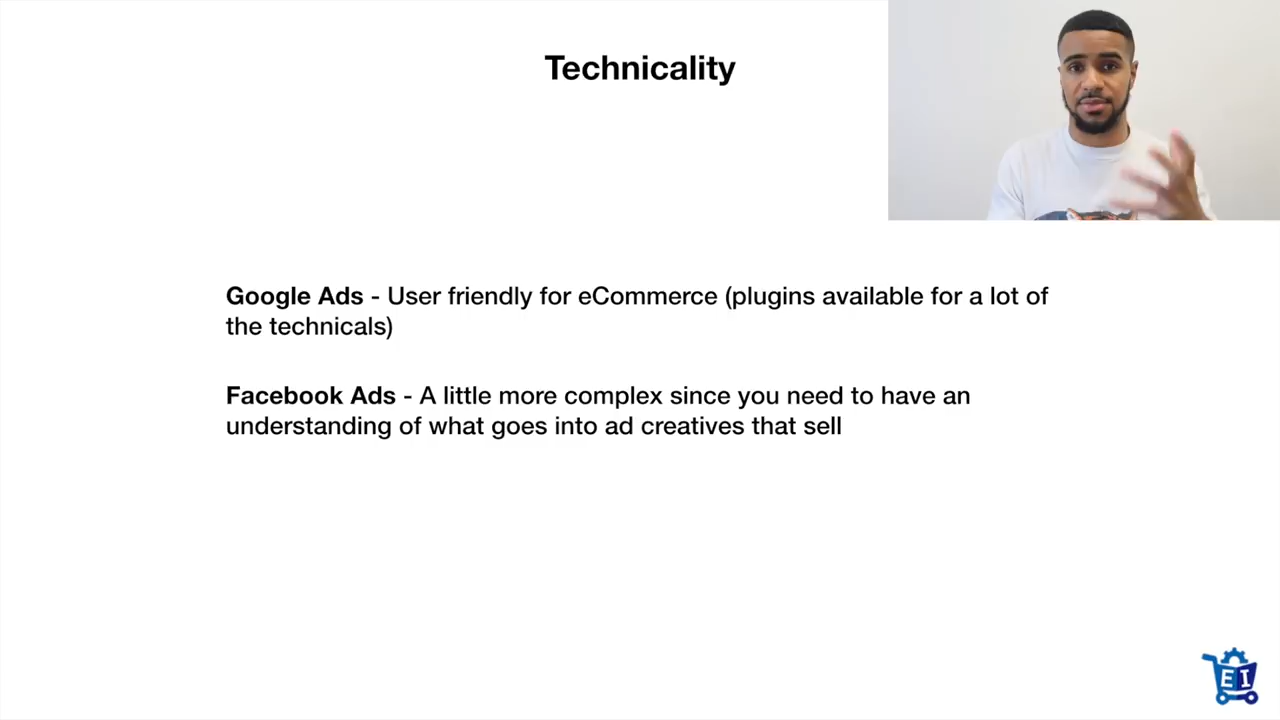 Technicality
Google Ads - User friendly for eCommerce (plugins available for a lot of
the technicals)
Facebook Ads - A little more complex since you need to have an
understanding of what goes into ad creatives that sell
EI